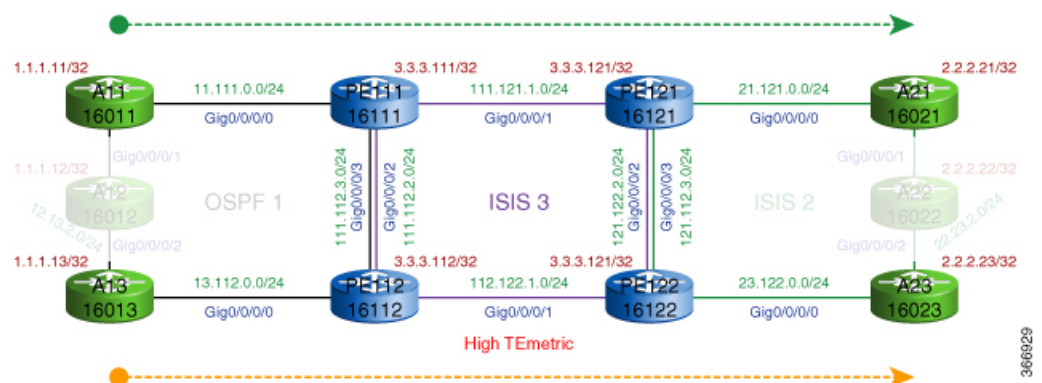 1.1.1.11/32
3.3.3.111/32
3.3.3.121/32
2.2.2.21/32
A11
16011
11.111.0.0/24
Gig0/0/0/0
PE111
16111
111.121.1.0/24
Gig0/0/0/1
PE121
16121
21.121.0.0/24
Gig0/0/0/0
A21
16021
Gig0/0/0/1
1.1.1.12/32
A12
16012
12.13.2.0/24
Gig0/0/0/2
OSPF 1
111.112.3.0/24
Gig0/0/0/3
Gig0/0/0/2
111.112.2.0/24
ISIS 3
121.122.2.0/24
Gig0/0/0/2
Gig0/0/0/3
121.112.3.0/24
ISIS 2
Gig0/0/0/1
2.2.2.22/32
A22
16022
22.23.2.0/24
Gig0/0/0/2
1.1.1.13/32
3.3.3.112/32
3.3.3.121/32
2.2.2.23/32
A13
16013
13.112.0.0/24
Gig0/0/0/0
PE112
16112
112.122.1.0/24
Gig0/0/0/1
PE122
16122
23.122.0.0/24
Gig0/0/0/0
A23
16023
High TEmetric
366929